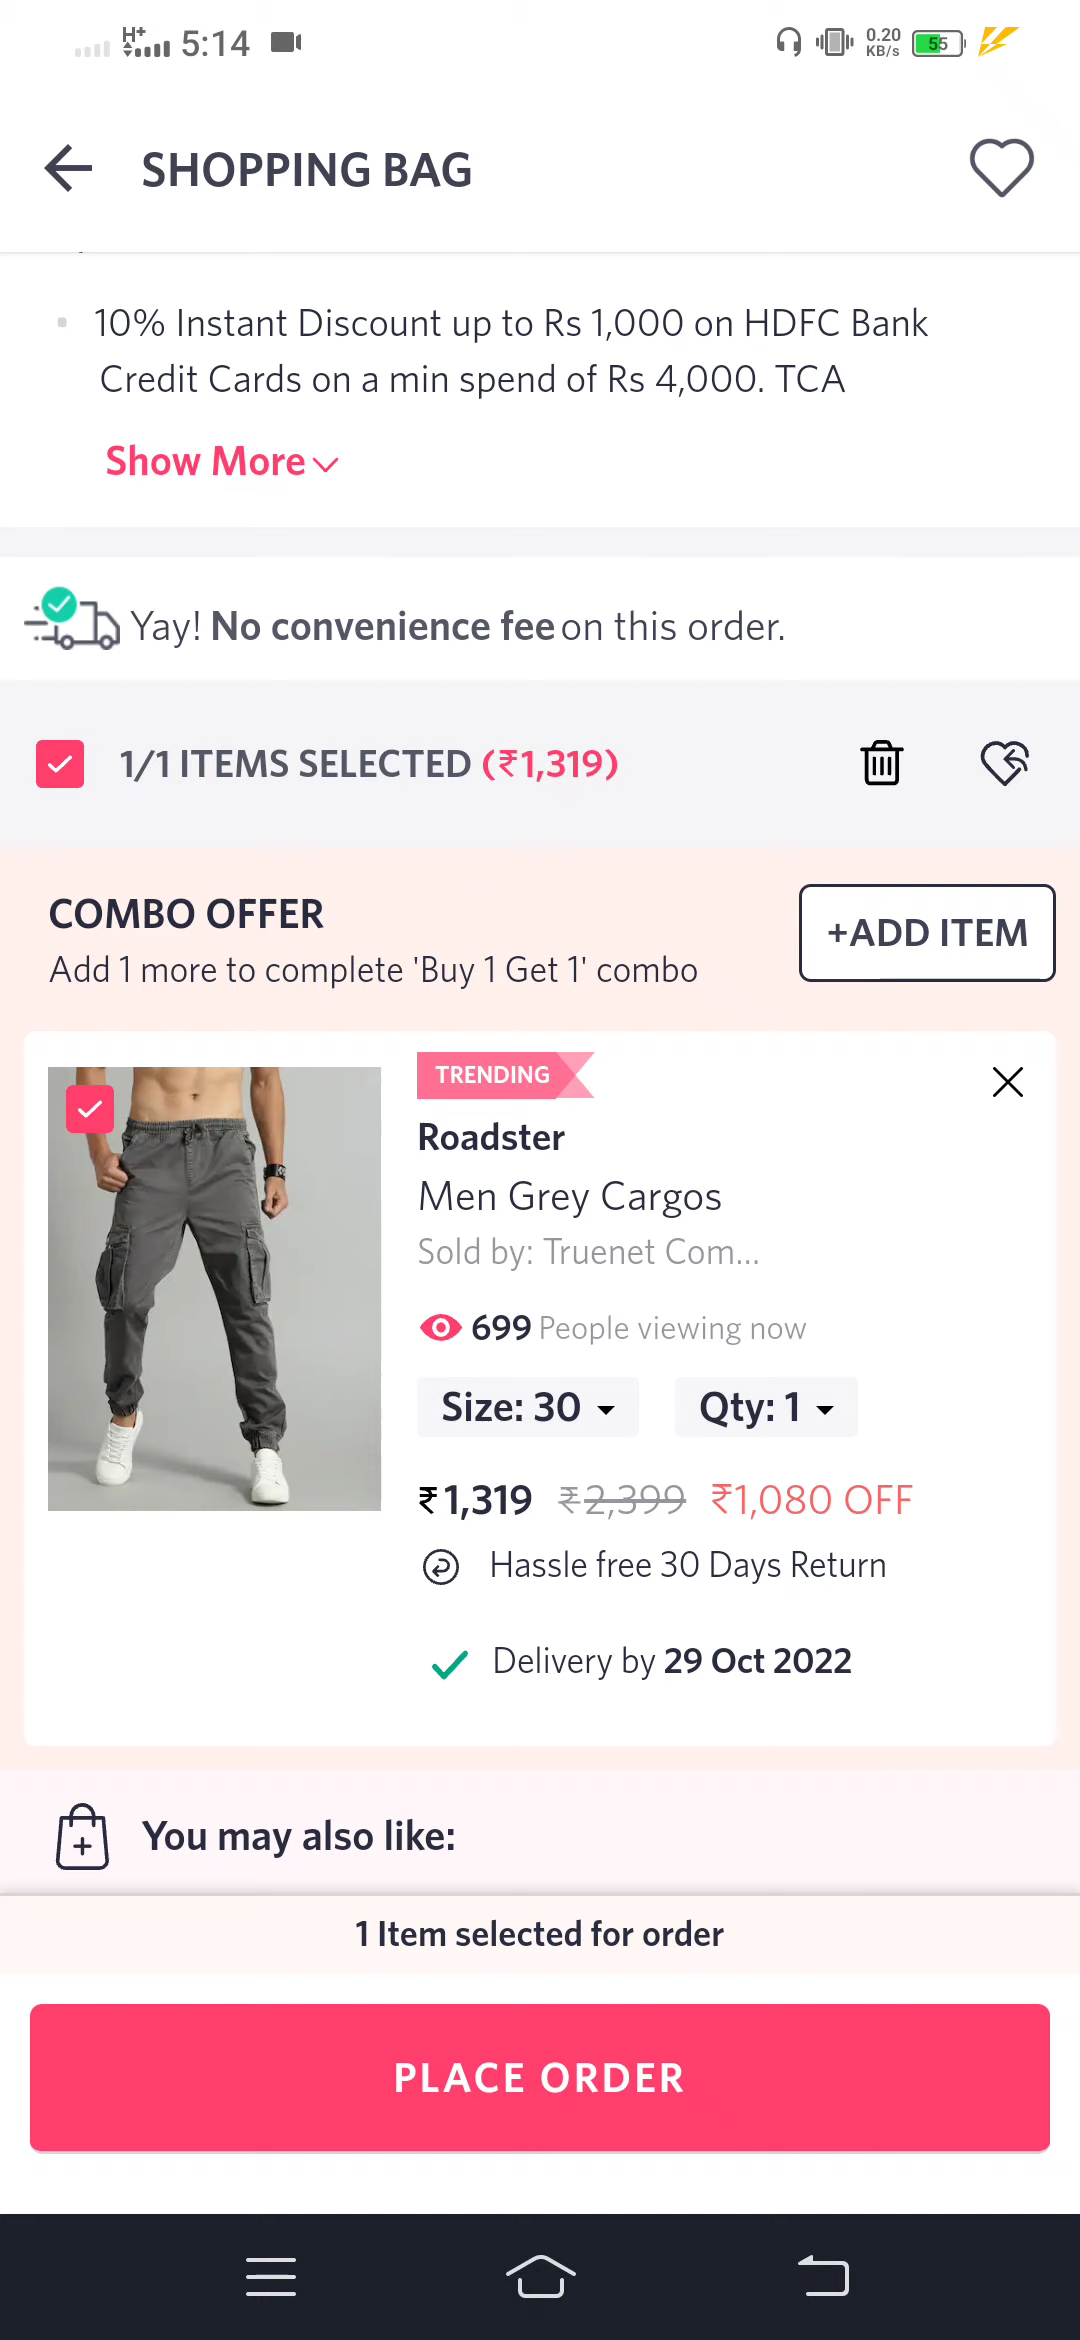 H+ 5:14 0.20 KB/s 55
SHOPPING BAG
10% Instant Discount up to Rs 1,000 on HDFC Bank
Credit Cards on a min spend of Rs 4,000. TCA
Show More
Yay! No convenience fee on this order.
1/1 ITEMS SELECTED (₹1,319)
COMBO OFFER
+ADD ITEM
Add 1 more to complete 'Buy 1 Get 1' combo
TRENDING
Roadster
Men Grey Cargos
Sold by: Truenet Com...
699 People viewing now
Size: 30 Qty: 1
₹1,319 ₹2,399 ₹1,080 OFF
Hassle free 30 Days Return
Delivery by 29 Oct 2022
You may also like:
1 Item selected for order
PLACE ORDER